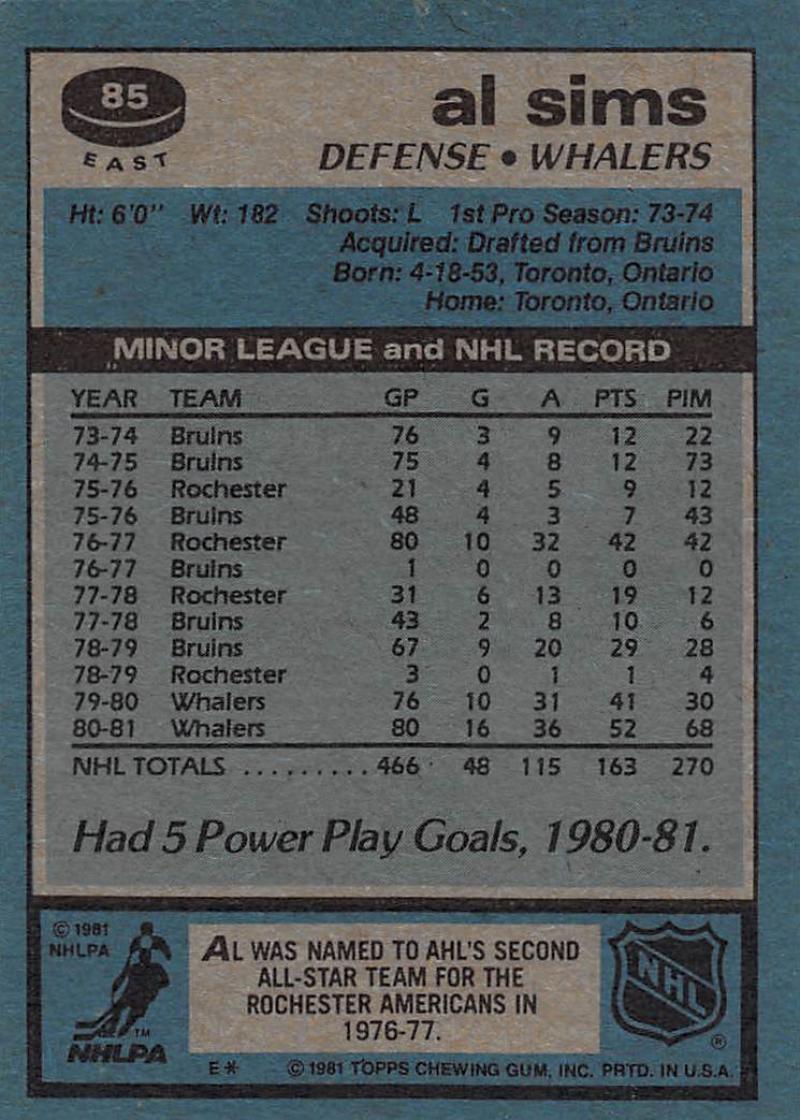 85
EAST
al sims
DEFENSE • WHALERS
Ht: 6'0" Wt: 182 Shoots: L 1st Pro Season: 73-74
Acquired: Drafted from Bruins
Born: 4-18-53, Toronto, Ontario
Home: Toronto, Ontario
MINOR LEAGUE and NHL RECORD
YEAR TEAM GP G A PTS PIM
73-74 Bruins 76 3 9 12 22
74-75 Bruins 75 4 8 12 73
75-76 Rochester 21 4 5 9 12
75-76 Bruins 48 4 3 7 43
76-77 Rochester 80 10 32 42 42
76-77 Bruins 1 0 0 0 0
77-78 Rochester 31 6 13 19 12
77-78 Bruins 43 2 8 10 6
78-79 Bruins 67 9 20 29 28
78-79 Rochester 3 0 1 1 4
79-80 Whalers 76 10 31 41 30
80-81 Whalers 80 16 36 52 68
NHL TOTALS ......... 466 48 115 163 270
Had 5 Power Play Goals, 1980-81.
© 1981
NHLPA
TM
NHLPA
AL WAS NAMED TO AHL'S SECOND
ALL-STAR TEAM FOR THE
ROCHESTER AMERICANS IN
1976-77.
NHL
®
E* © 1981 TOPPS CHEWING GUM, INC. PRTD. IN U.S.A.